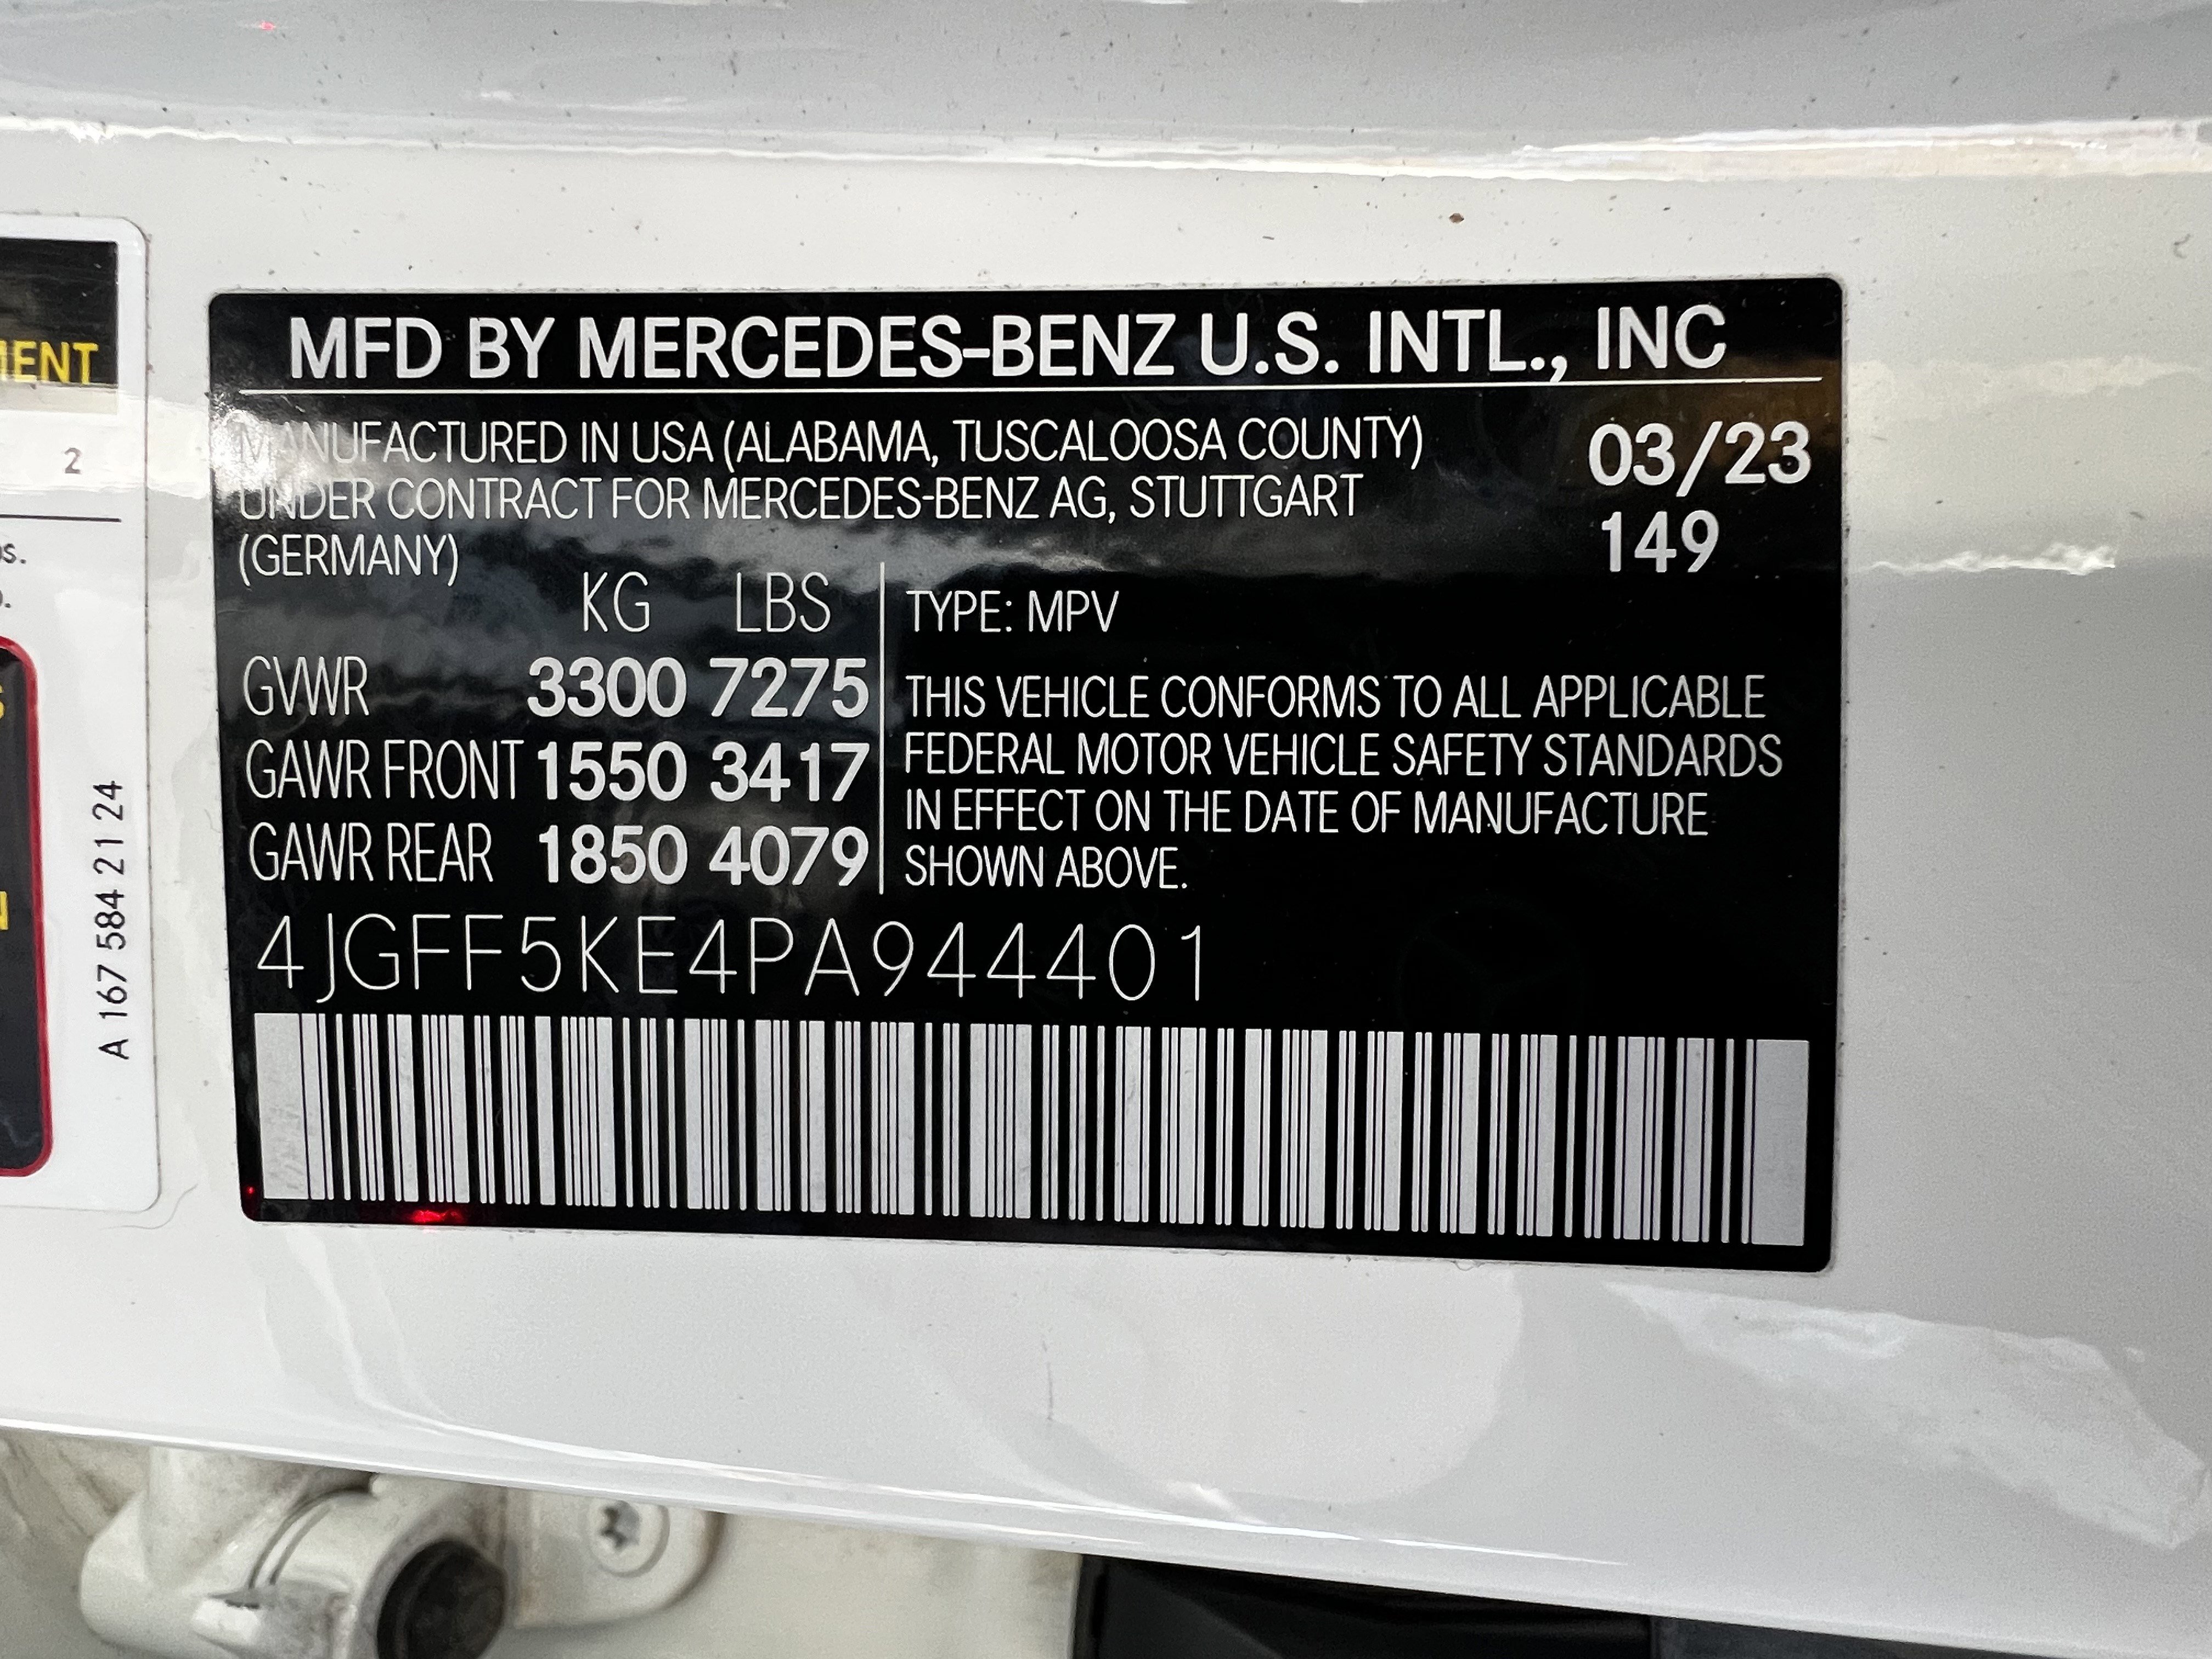 MFD BY MERCEDES-BENZ U.S. INTL., INC
MANUFACTURED IN USA (ALABAMA, TUSCALOOSA COUNTY)
UNDER CONTRACT FOR MERCEDES-BENZ AG, STUTTGART
(GERMANY)
03/23
149
KG LBS
GVWR 3300 7275
GAWR FRONT 1550 3417
GAWR REAR 1850 4079
TYPE: MPV
THIS VEHICLE CONFORMS TO ALL APPLICABLE
FEDERAL MOTOR VEHICLE SAFETY STANDARDS
IN EFFECT ON THE DATE OF MANUFACTURE
SHOWN ABOVE.
4JGFF5KE4PA944401
2
A 167 584 21 24